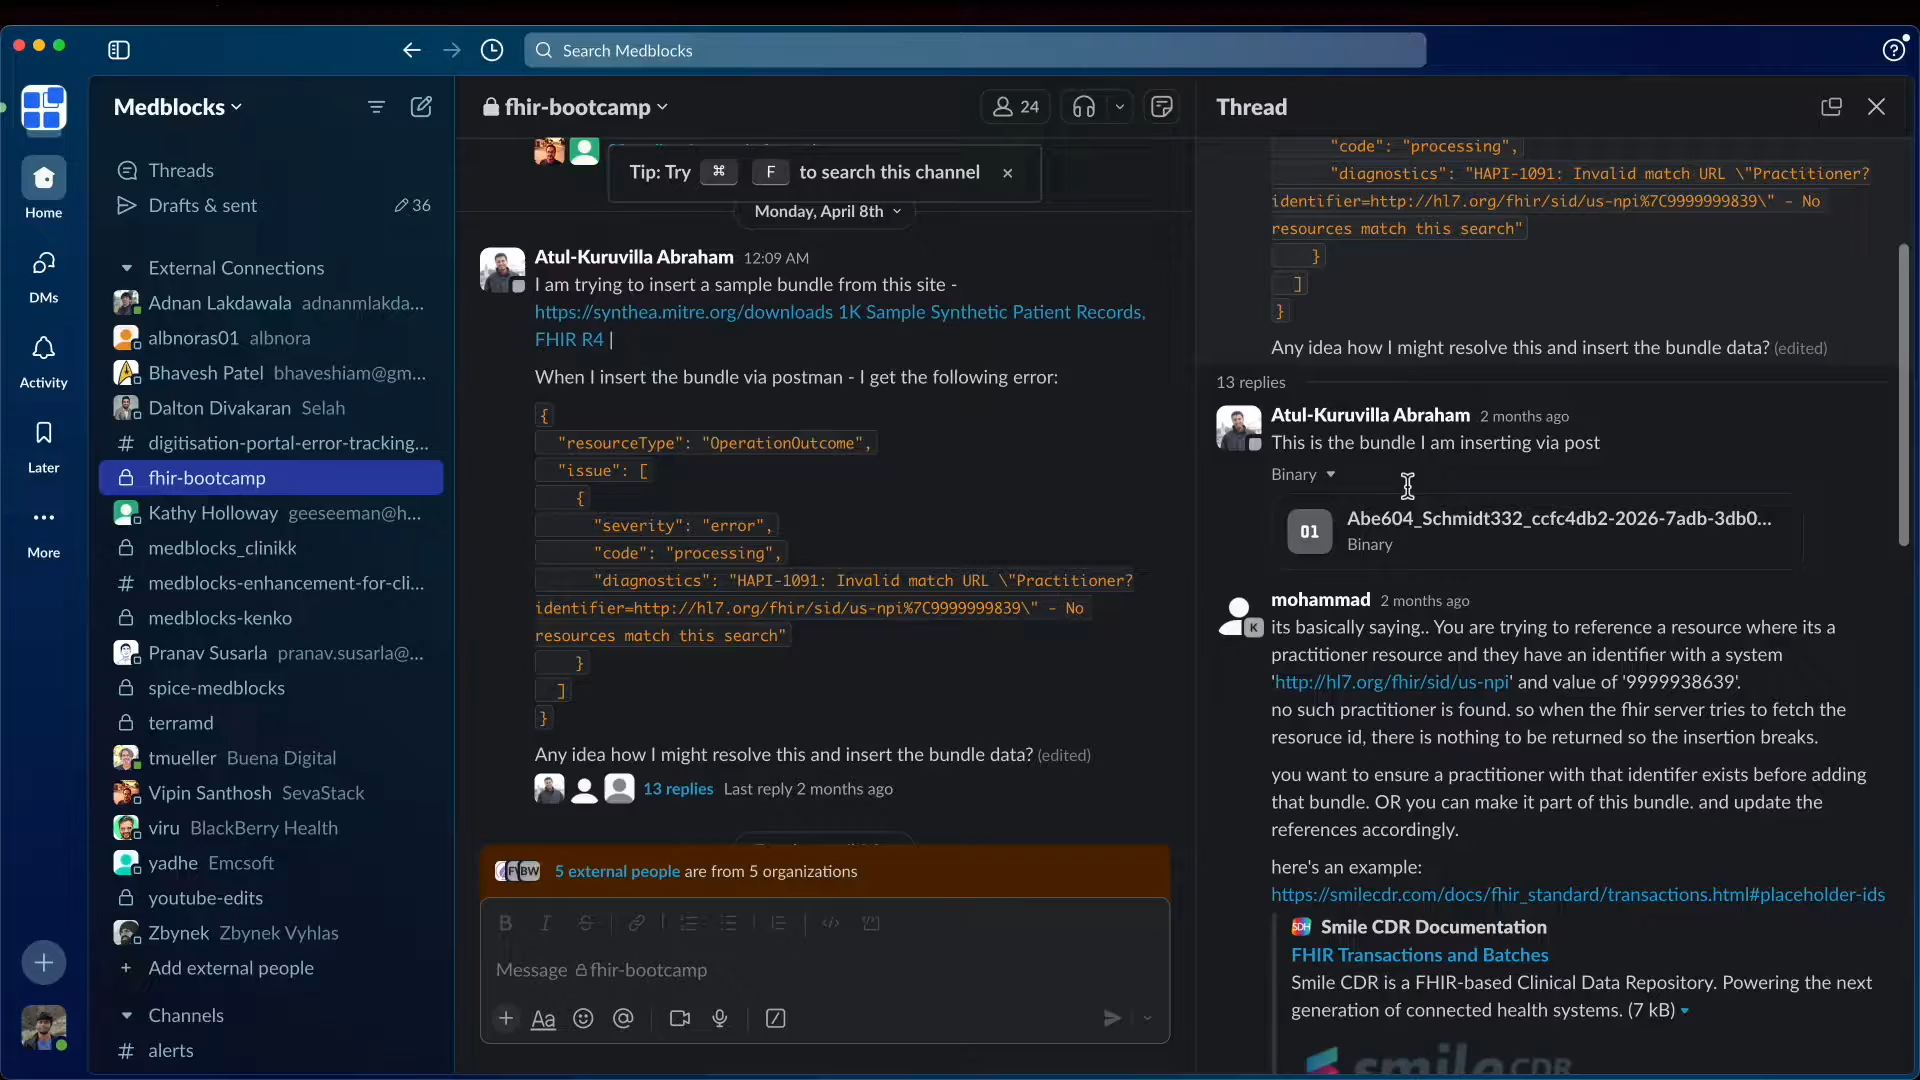 Search Medblocks
Medblocks
Home
DMs
Activity
Later
More
Threads
Drafts & sent
36
External Connections
Adnan Lakdawala adnanmlakda...
albnoras01 albnora
Bhavesh Patel bhaveshiam@gm...
Dalton Divakaran Selah
# digitisation-portal-error-tracking...
fhir-bootcamp
Kathy Holloway geeseeman@h...
medblocks_clinikk
# medblocks-enhancement-for-cli...
medblocks-kenko
Pranav Susarla pranav.susarla@...
spice-medblocks
terramd
tmueller Buena Digital
Vipin Santhosh SevaStack
viru BlackBerry Health
yadhe Emcsoft
youtube-edits
Zbynek Zbynek Vyhlas
+ Add external people
Channels
# alerts
fhir-bootcamp
24
Tip: Try ⌘ F to search this channel ×
Monday, April 8th
Atul-Kuruvilla Abraham 12:09 AM
I am trying to insert a sample bundle from this site -
https://synthea.mitre.org/downloads 1K Sample Synthetic Patient Records,
FHIR R4 |
When I insert the bundle via postman - I get the following error:
{
"resourceType": "OperationOutcome",
"issue": [
{
"severity": "error",
"code": "processing",
"diagnostics": "HAPI-1091: Invalid match URL \"Practitioner?
identifier=http://hl7.org/fhir/sid/us-npi%7C9999999839\" - No
resources match this search"
}
]
}
Any idea how I might resolve this and insert the bundle data? (edited)
13 replies Last reply 2 months ago
BW
5 external people are from 5 organizations
Message fhir-bootcamp
Aa
Thread
"code": "processing",
"diagnostics": "HAPI-1091: Invalid match URL \"Practitioner?
identifier=http://hl7.org/fhir/sid/us-npi%7C9999999839\" - No
resources match this search"
}
]
}
Any idea how I might resolve this and insert the bundle data? (edited)
13 replies
Atul-Kuruvilla Abraham 2 months ago
This is the bundle I am inserting via post
Binary
01
Abe604_Schmidt332_ccfc4db2-2026-7adb-3db0...
Binary
mohammad 2 months ago
K
its basically saying.. You are trying to reference a resource where its a
practitioner resource and they have an identifier with a system
'http://hl7.org/fhir/sid/us-npi' and value of '9999938639'.
no such practitioner is found. so when the fhir server tries to fetch the
resoruce id, there is nothing to be returned so the insertion breaks.
you want to ensure a practitioner with that identifer exists before adding
that bundle. OR you can make it part of this bundle. and update the
references accordingly.
here's an example:
https://smilecdr.com/docs/fhir_standard/transactions.html#placeholder-ids
SDH Smile CDR Documentation
FHIR Transactions and Batches
Smile CDR is a FHIR-based Clinical Data Repository. Powering the next
generation of connected health systems. (7 kB)
smile CDR